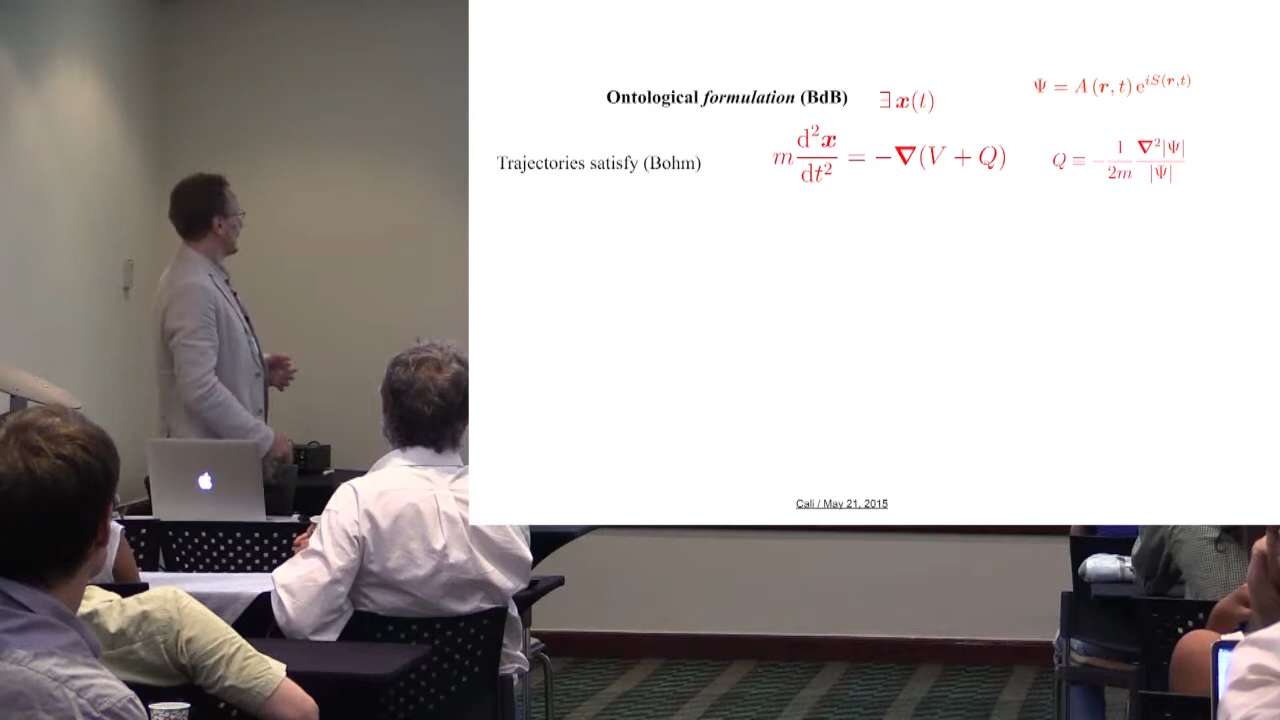 Ontological formulation (BdB) ∃ x(t) Ψ = A (r, t) e^{iS(r,t)}
Trajectories satisfy (Bohm) m d²x/dt² = −∇(V + Q) Q ≡ −1/2m ∇²|Ψ|/|Ψ|
Cali / May 21, 2015